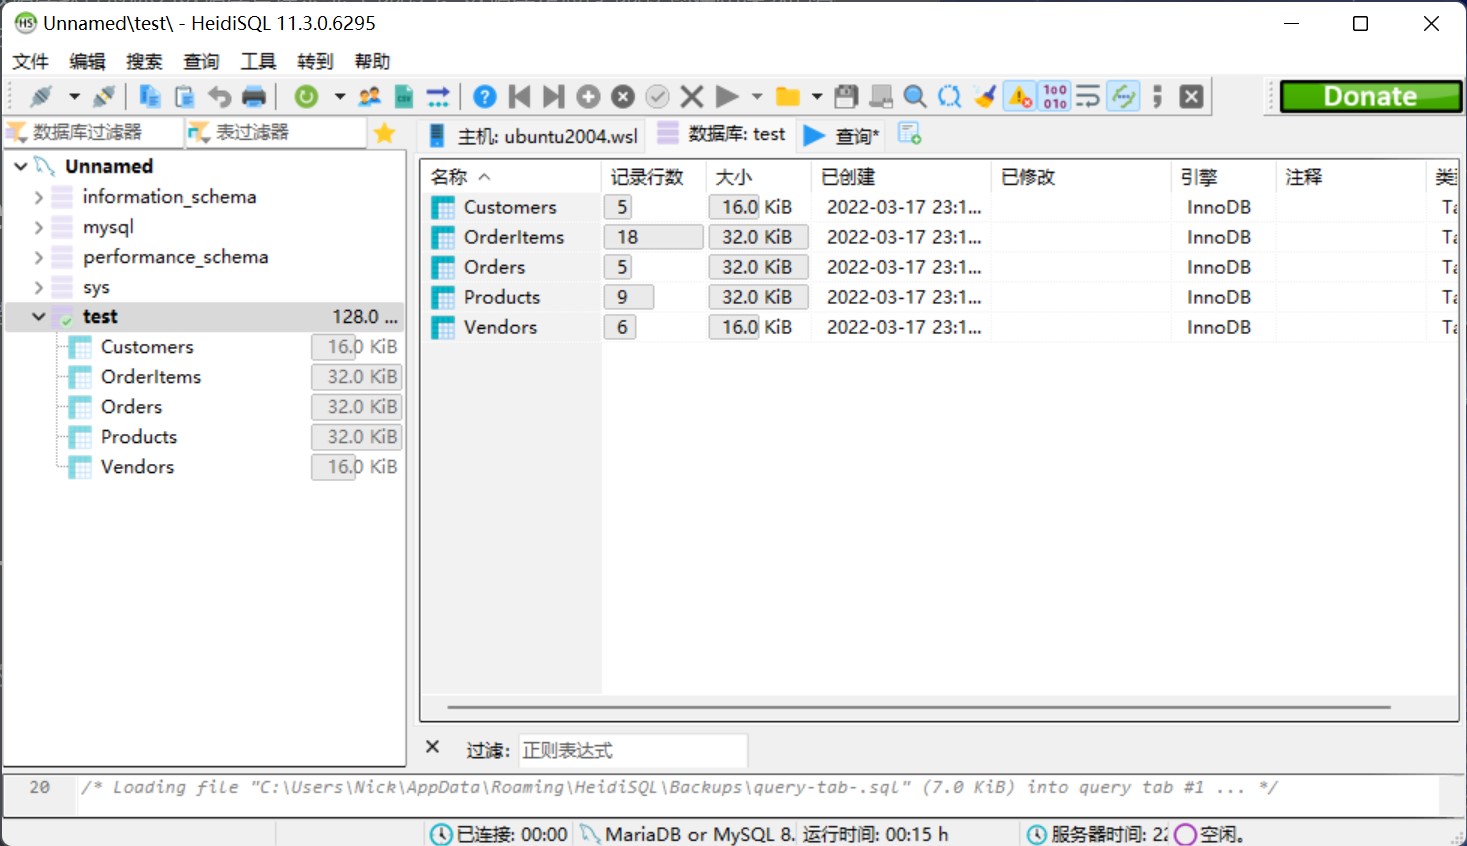 Unnamed\test\ - HeidiSQL 11.3.0.6295
文件 编辑 搜索 查询 工具 转到 帮助
Donate
数据库过滤器 表过滤器
主机: ubuntu2004.wsl 数据库: test 查询*
Unnamed
information_schema
mysql
performance_schema
sys
test 128.0 ...
Customers 16.0 KiB
OrderItems 32.0 KiB
Orders 32.0 KiB
Products 32.0 KiB
Vendors 16.0 KiB
名称 记录行数 大小 已创建 已修改 引擎 注释
Customers 5 16.0 KiB 2022-03-17 23:1... InnoDB
OrderItems 18 32.0 KiB 2022-03-17 23:1... InnoDB
Orders 5 32.0 KiB 2022-03-17 23:1... InnoDB
Products 9 32.0 KiB 2022-03-17 23:1... InnoDB
Vendors 6 16.0 KiB 2022-03-17 23:1... InnoDB
过滤: 正则表达式
20 /* Loading file "C:\Users\Nick\AppData\Roaming\HeidiSQL\Backups\query-tab-.sql" (7.0 KiB) into query tab #1 ... */
已连接: 00:00 MariaDB or MySQL 8. 运行时间: 00:15 h 服务器时间: 22 空闲。